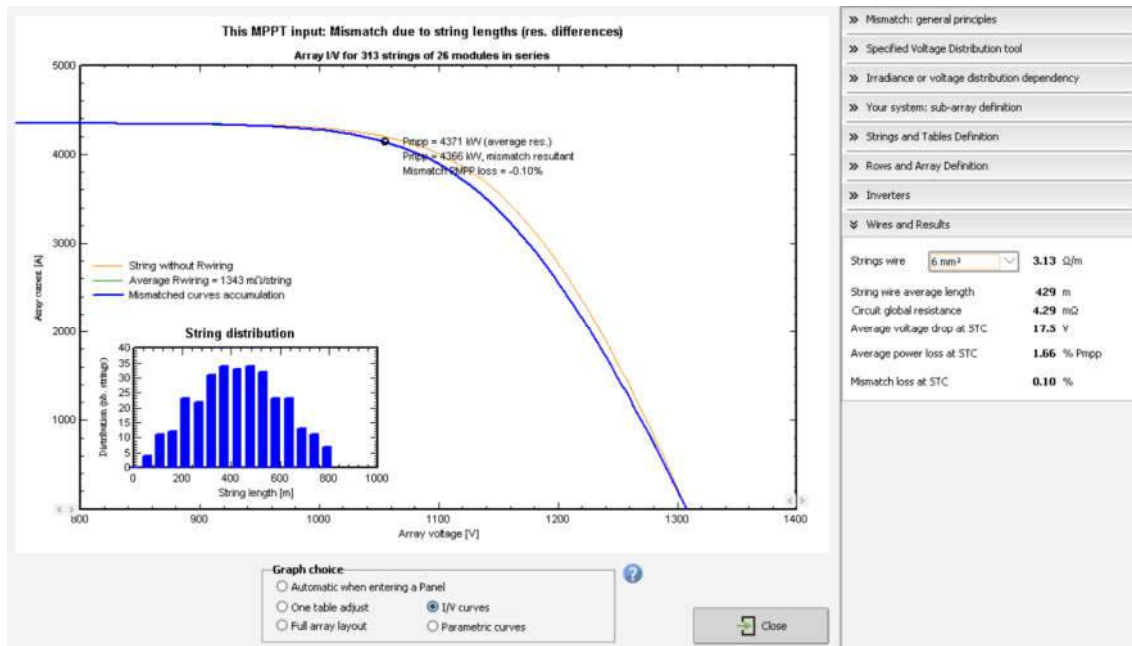 This MPPT input: Mismatch due to string lengths (res. differences)
Array I/V for 313 strings of 26 modules in series
5000
4000
3000
2000
1000
0
Array current [A]
Pmpp = 4371 kW (average res.)
Pmpp = 4366 kW, mismatch resultant
Mismatch PMPP loss = -0.10%
String without Rwiring
Average Rwiring = 1343 mΩ/string
Mismatched curves accumulation
String distribution
40
35
30
25
20
15
10
5
0
Distribution (nb. strings)
0 200 400 600 800 1000
String length [m]
800 900 1000 1100 1200 1300 1400
Array voltage [V]
Graph choice
Automatic when entering a Panel
One table adjust
I/V curves
Full array layout
Parametric curves
?
Close
Mismatch: general principles
Specified Voltage Distribution tool
Irradiance or voltage distribution dependency
Your system: sub-array definition
Strings and Tables Definition
Rows and Array Definition
Inverters
Wires and Results
Strings wire 6 mm² 3.13 Ω/m
String wire average length 429 m
Circuit global resistance 4.29 mΩ
Average voltage drop at STC 17.5 V
Average power loss at STC 1.66 % Pmpp
Mismatch loss at STC 0.10 %